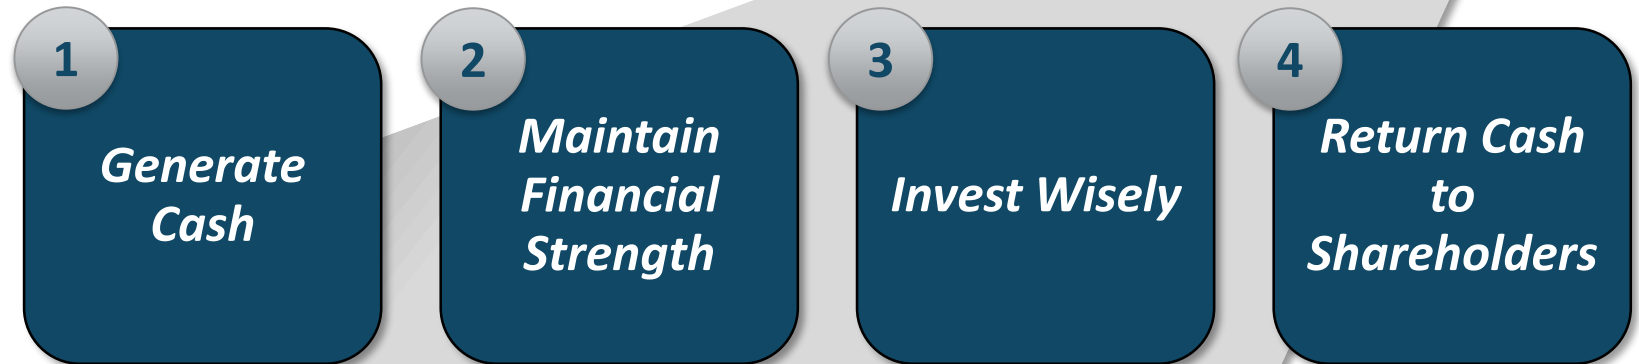 1
Generate
Cash
2
Maintain
Financial
Strength
3
Invest Wisely
4
Return Cash
to
Shareholders